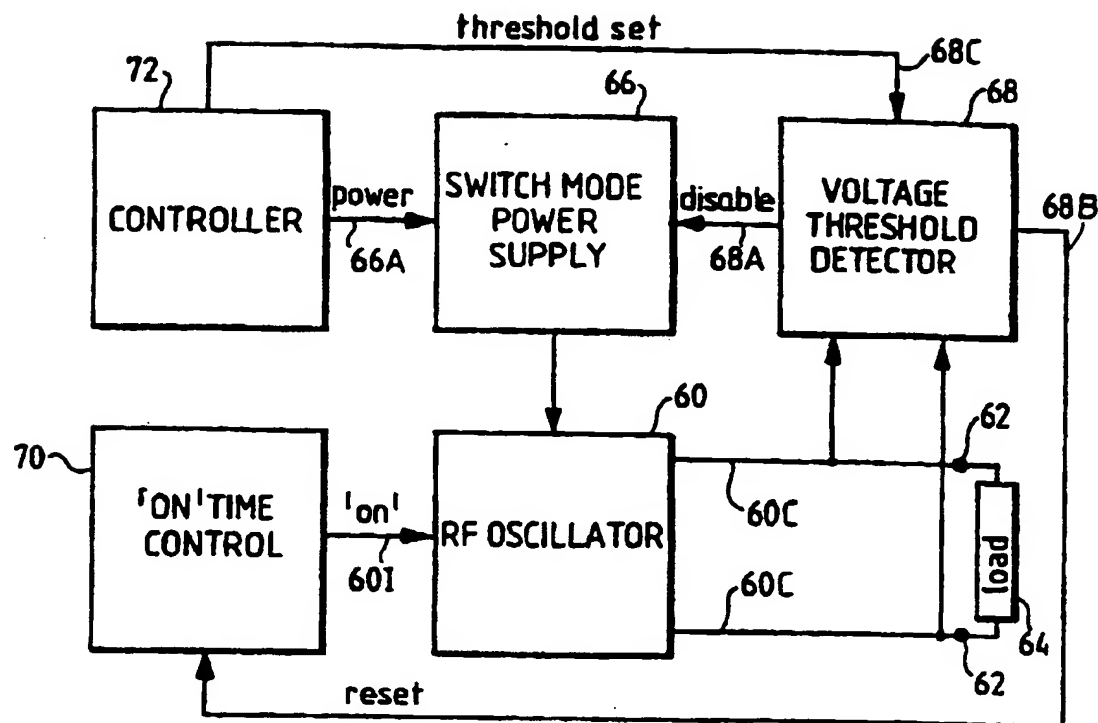 threshold set
68C
72
66
68
CONTROLLER
power
66A
SWITCH MODE
POWER
SUPPLY
disable
68A
VOLTAGE
THRESHOLD
DETECTOR
68B
70
'ON' TIME
CONTROL
'on'
60I
60
RF OSCILLATOR
60C
60C
62
load
64
62
reset